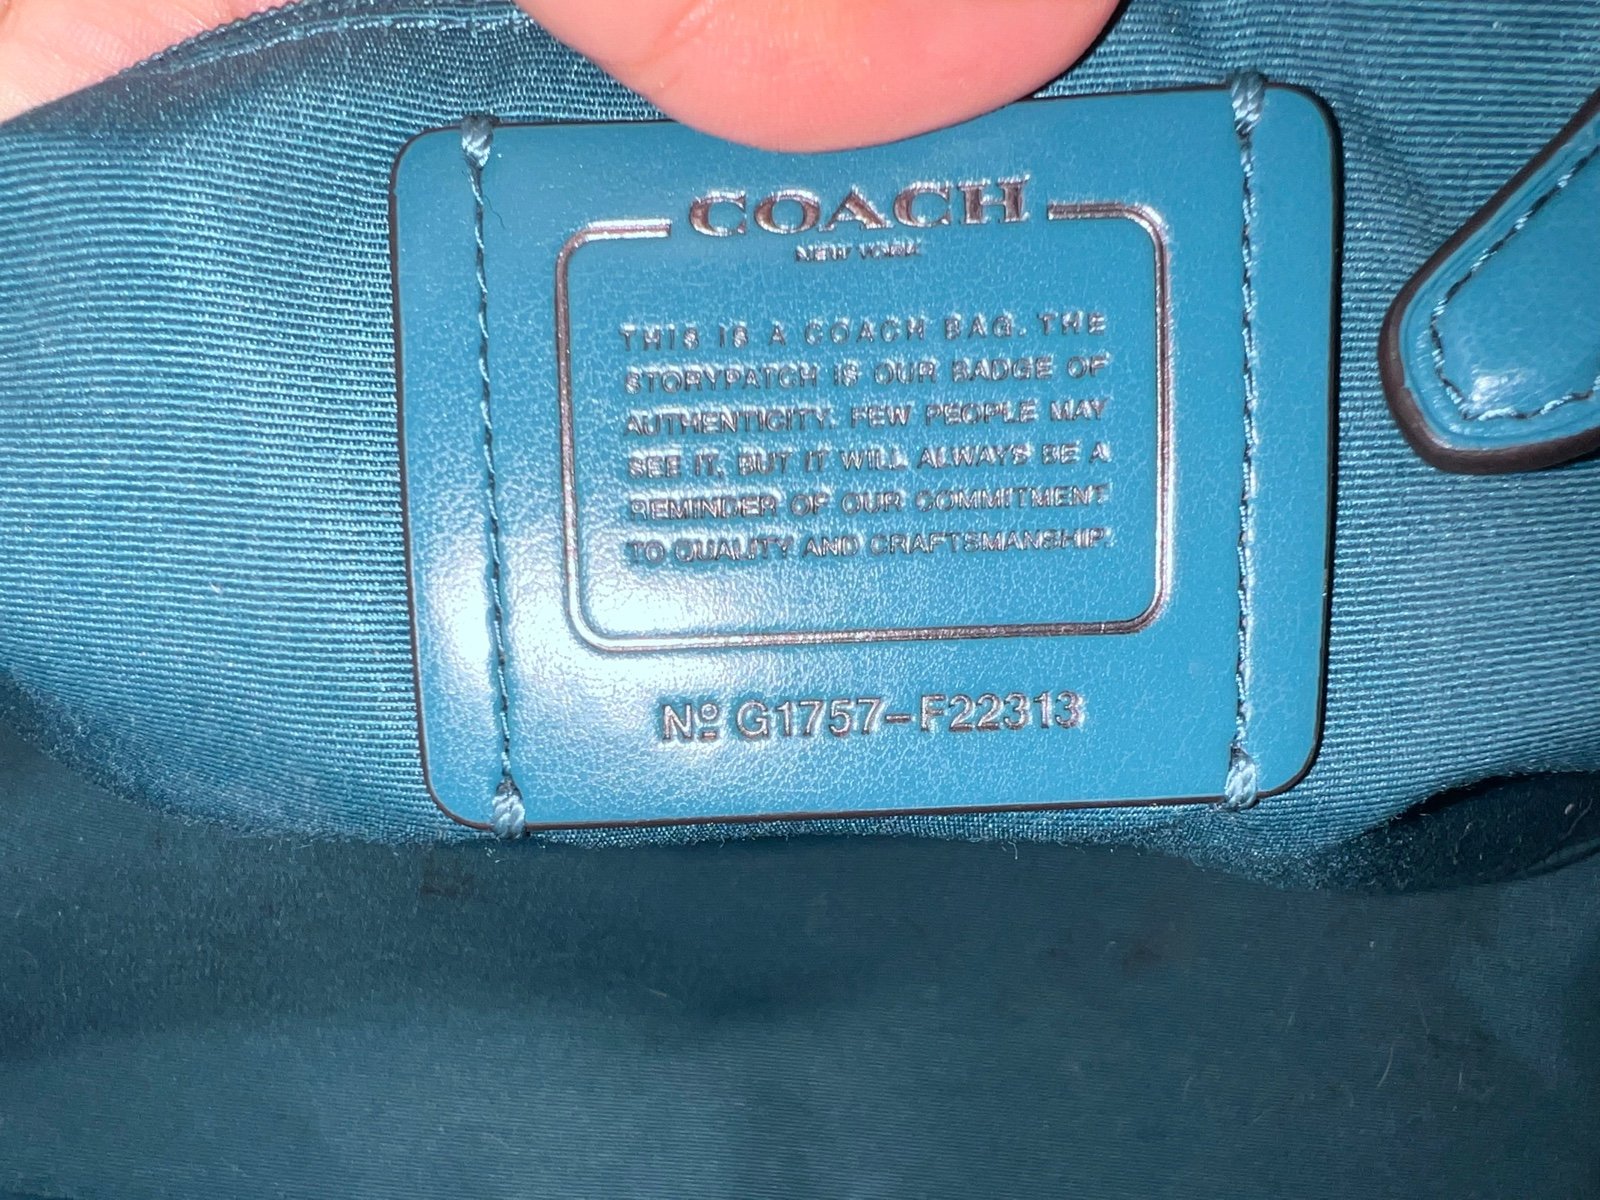 COACH
NEW YORK
THIS IS A COACH BAG. THE
STORYPATCH IS OUR BADGE OF
AUTHENTICITY. FEW PEOPLE MAY
SEE IT, BUT IT WILL ALWAYS BE A
REMINDER OF OUR COMMITMENT
TO QUALITY AND CRAFTSMANSHIP.
Nº G1757-F22313